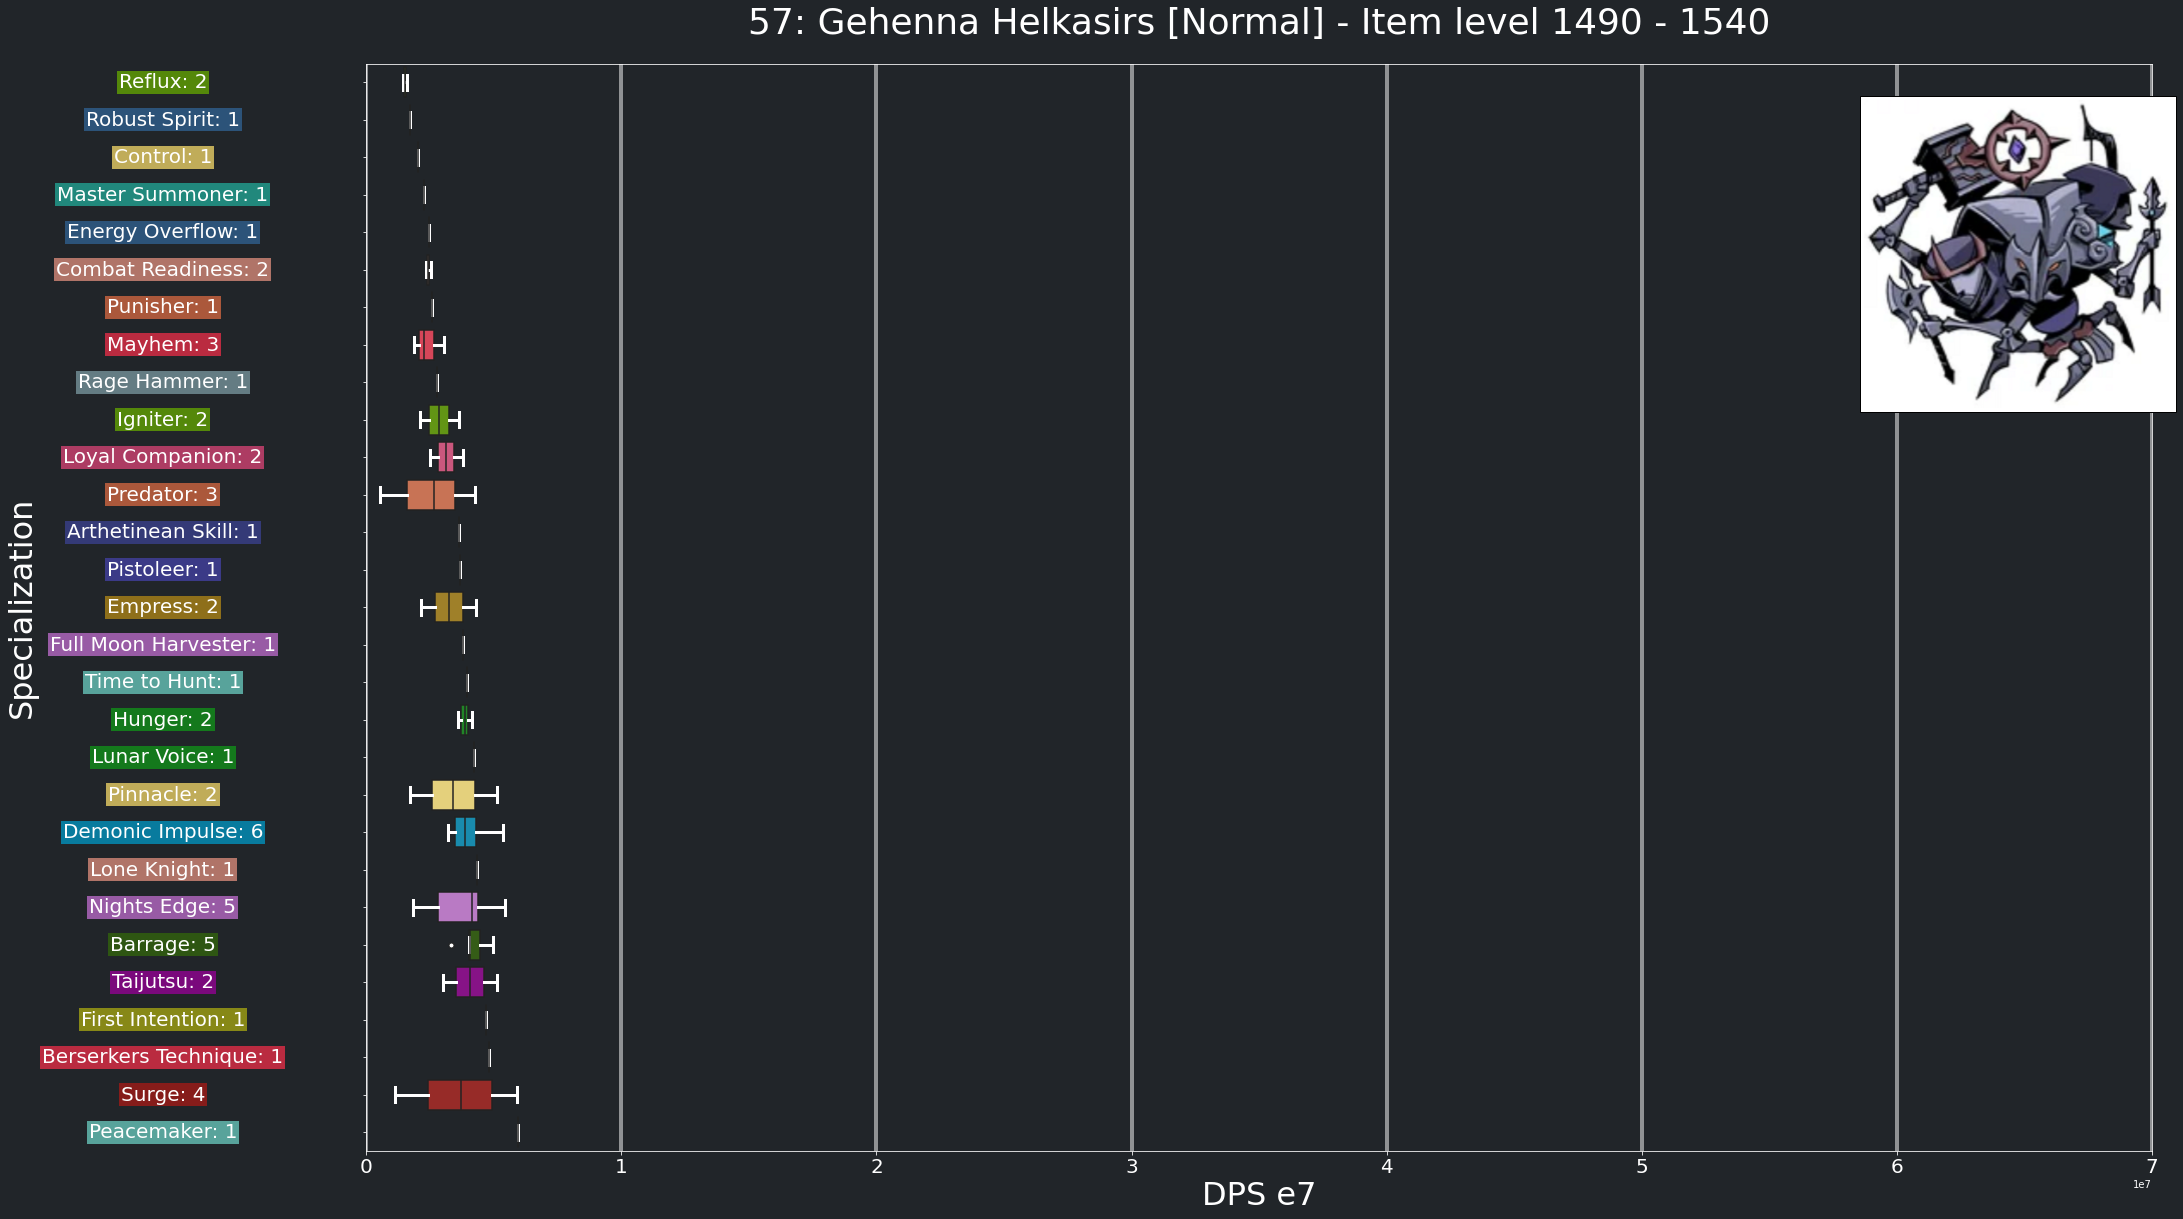 57: Gehenna Helkasirs [Normal] - Item level 1490 - 1540
Specialization
Reflux: 2
Robust Spirit: 1
Control: 1
Master Summoner: 1
Energy Overflow: 1
Combat Readiness: 2
Punisher: 1
Mayhem: 3
Rage Hammer: 1
Igniter: 2
Loyal Companion: 2
Predator: 3
Arthetinean Skill: 1
Pistoleer: 1
Empress: 2
Full Moon Harvester: 1
Time to Hunt: 1
Hunger: 2
Lunar Voice: 1
Pinnacle: 2
Demonic Impulse: 6
Lone Knight: 1
Nights Edge: 5
Barrage: 5
Taijutsu: 2
First Intention: 1
Berserkers Technique: 1
Surge: 4
Peacemaker: 1
0 1 2 3 4 5 6 7
1e7
DPS e7